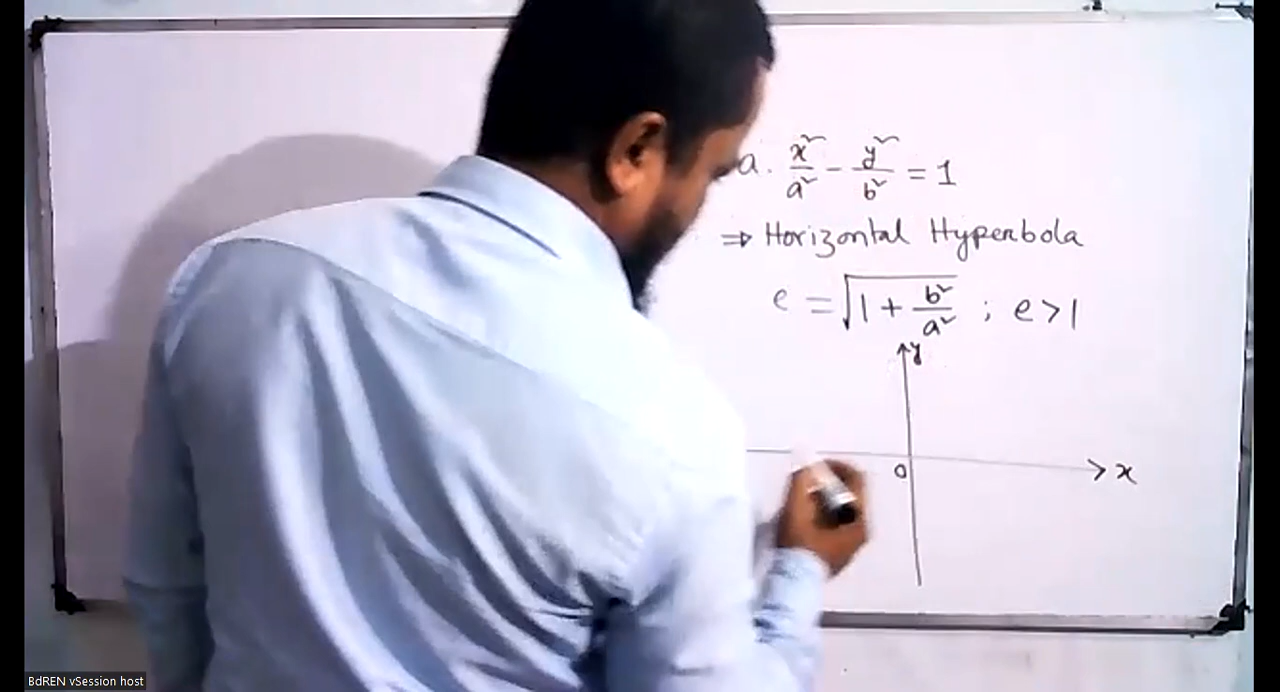 a. x²/a² - y²/b² = 1
⇒ Horizontal Hyperbola
e = √(1 + b²/a²) ; e > 1
y
0 x
BdREN vSession host